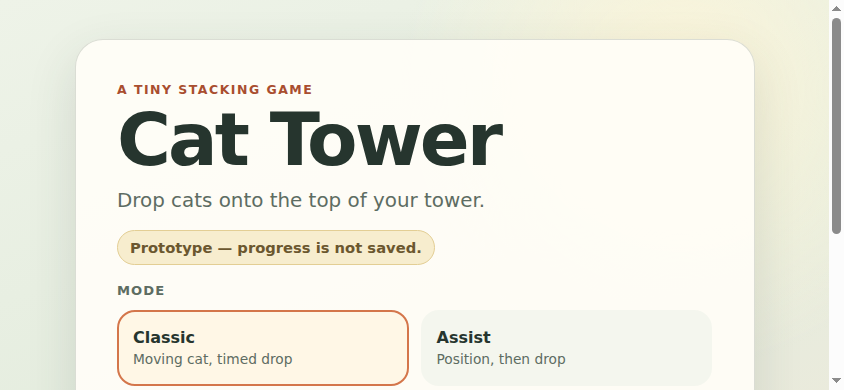 A TINY STACKING GAME
Cat Tower
Drop cats onto the top of your tower.
Prototype — progress is not saved.
MODE
Classic
Moving cat, timed drop
Assist
Position, then drop